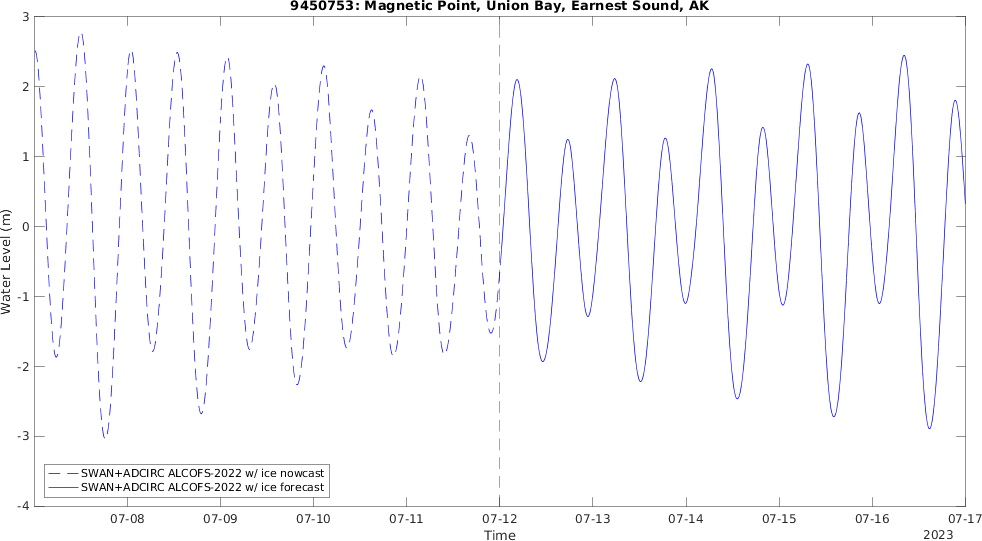 9450753: Magnetic Point, Union Bay, Earnest Sound, AK
3
2
1
0
-1
-2
-3
-4
Water Level (m)
SWAN+ADCIRC ALCOFS-2022 w/ ice nowcast
SWAN+ADCIRC ALCOFS-2022 w/ ice forecast
07-08 07-09 07-10 07-11 07-12 07-13 07-14 07-15 07-16 07-17
Time
2023